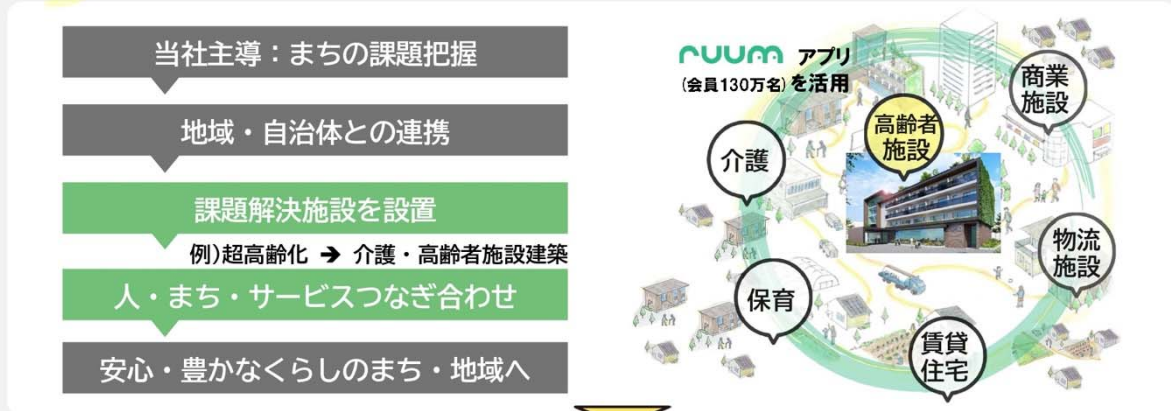 当社主導：まちの課題把握
地域・自治体との連携
課題解決施設を設置
例)超高齢化 ➔ 介護・高齢者施設建築
人・まち・サービスつなぎ合わせ
安心・豊かなくらしのまち・地域へ
ruum アプリ
(会員130万名)を活用
商業
施設
高齢者
施設
介護
物流
施設
保育
賃貸
住宅